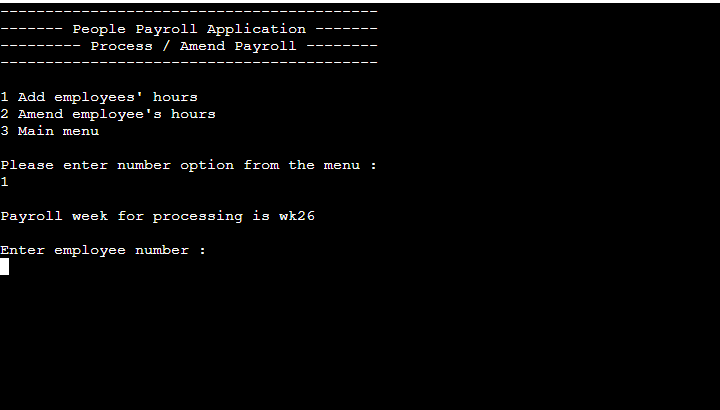 ------------------------------------------
------- People Payroll Application -------
--------- Process / Amend Payroll --------
------------------------------------------
1 Add employees' hours
2 Amend employee's hours
3 Main menu
Please enter number option from the menu :
1
Payroll week for processing is wk26
Enter employee number :